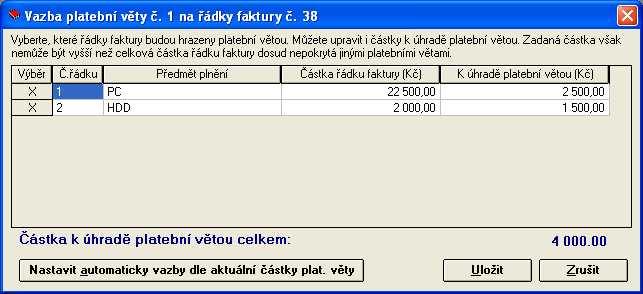 Vazba platební věty č. 1 na řádky faktury č. 38
Vyberte, které řádky faktury budou hrazeny platební větou. Můžete upravit i částky k úhradě platební větou. Zadaná částka však
nemůže být vyšší než celková částka řádku faktury dosud nepokrytá jinými platebními větami.
Výběr Č.řádku Předmět plnění Částka řádku faktury (Kč) K úhradě platební větou (Kč)
X 1 PC 22 500,00 2 500,00
X 2 HDD 2 000,00 1 500,00
Částka k úhradě platební větou celkem: 4 000.00
Nastavit automaticky vazby dle aktuální částky plat. věty Uložit Zrušit